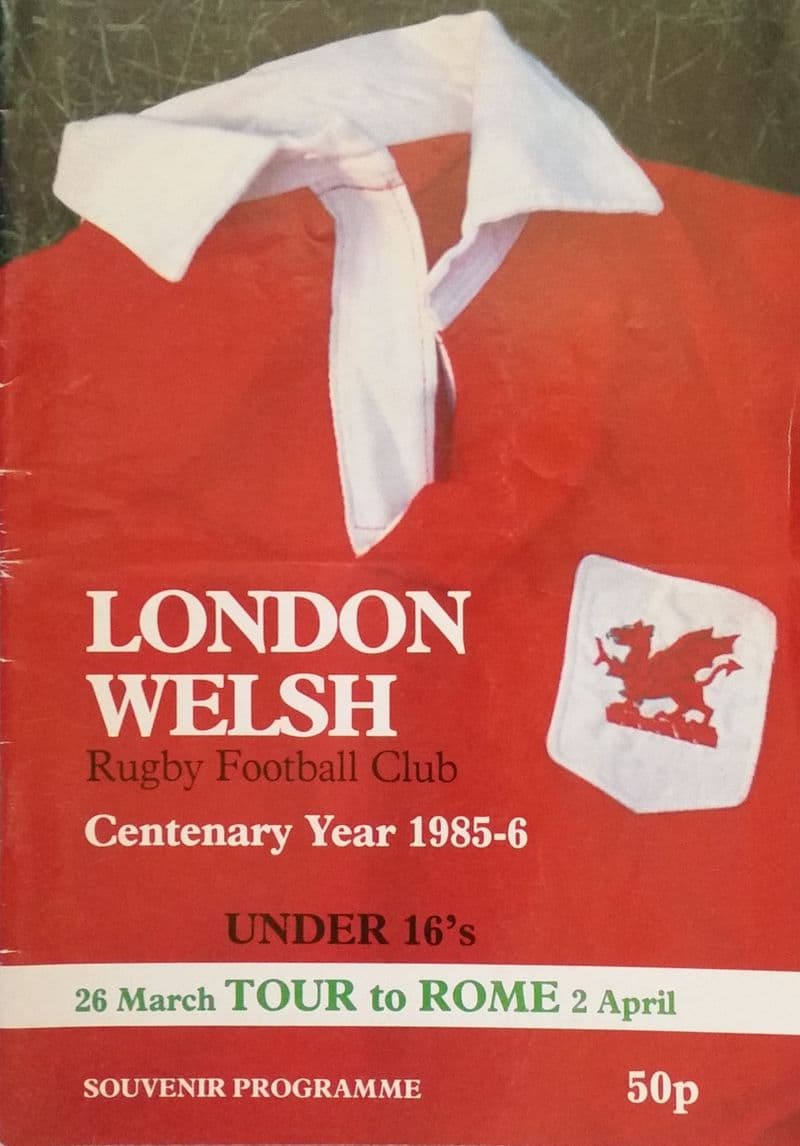 LONDON
WELSH
Rugby Football Club
Centenary Year 1985-6
UNDER 16's
26 March TOUR to ROME 2 April
SOUVENIR PROGRAMME 50p